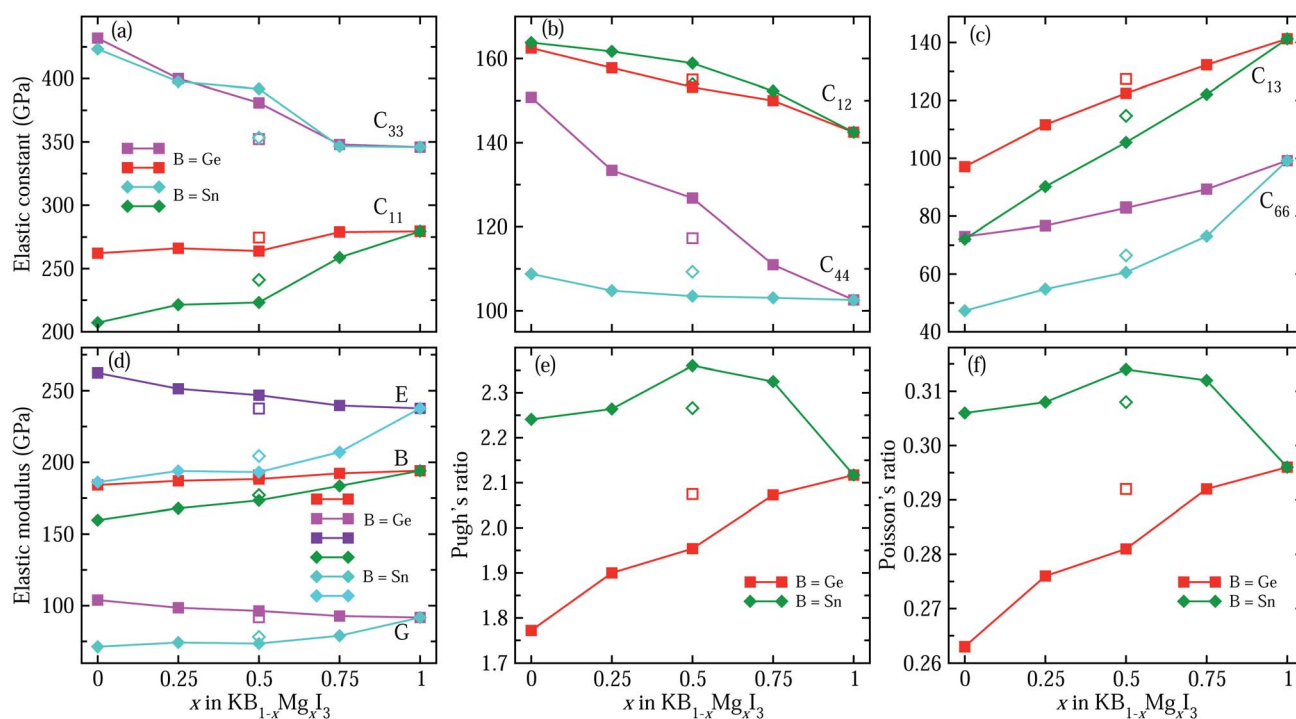 (a)
Elastic constant (GPa)
400
350
300
250
200
C33
B = Ge
B = Sn
C11
(b)
160
140
120
100
C12
C44
(c)
140
120
100
80
60
40
C13
C66
(d)
Elastic modulus (GPa)
250
200
150
100
E
B
B = Ge
B = Sn
G
0 0.25 0.5 0.75 1
x in KB1-xMgxI3
(e)
Pugh's ratio
2.3
2.2
2.1
2.0
1.9
1.8
1.7
B = Ge
B = Sn
0 0.25 0.5 0.75 1
x in KB1-xMgxI3
(f)
Poisson's ratio
0.31
0.30
0.29
0.28
0.27
0.26
B = Ge
B = Sn
0 0.25 0.5 0.75 1
x in KB1-xMgxI3